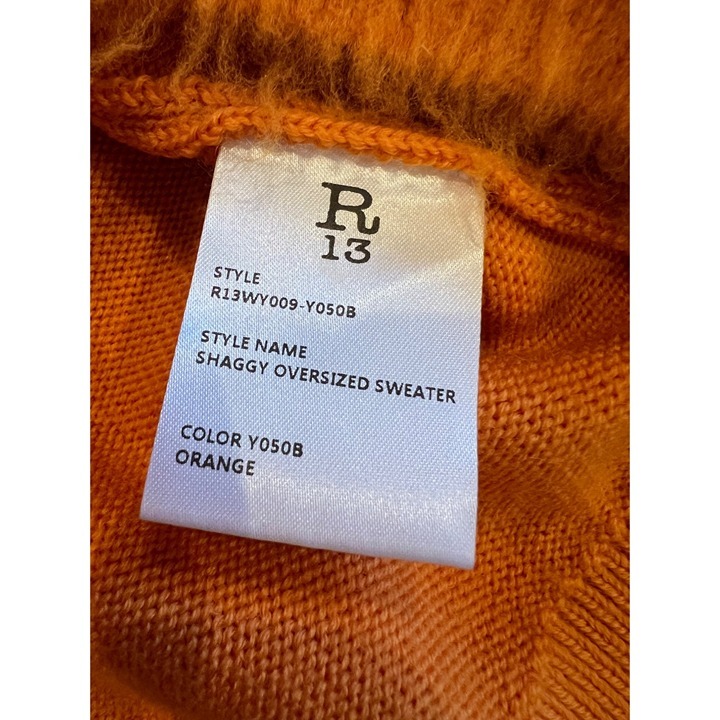 R
13
STYLE
R13WY009-Y050B
STYLE NAME
SHAGGY OVERSIZED SWEATER
COLOR Y050B
ORANGE